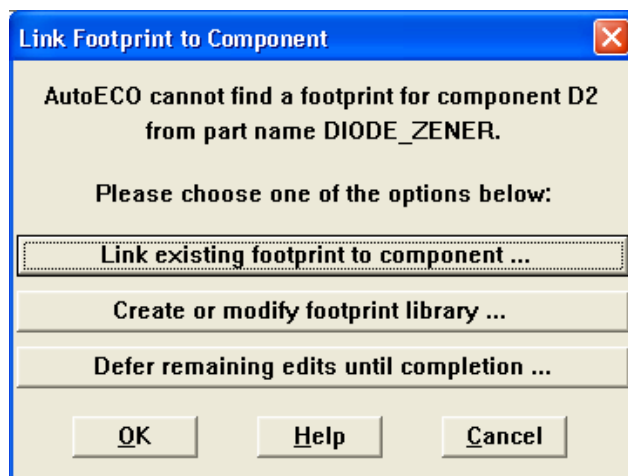 Link Footprint to Component
AutoECO cannot find a footprint for component D2
from part name DIODE_ZENER.
Please choose one of the options below:
Link existing footprint to component ...
Create or modify footprint library ...
Defer remaining edits until completion ...
OK Help Cancel